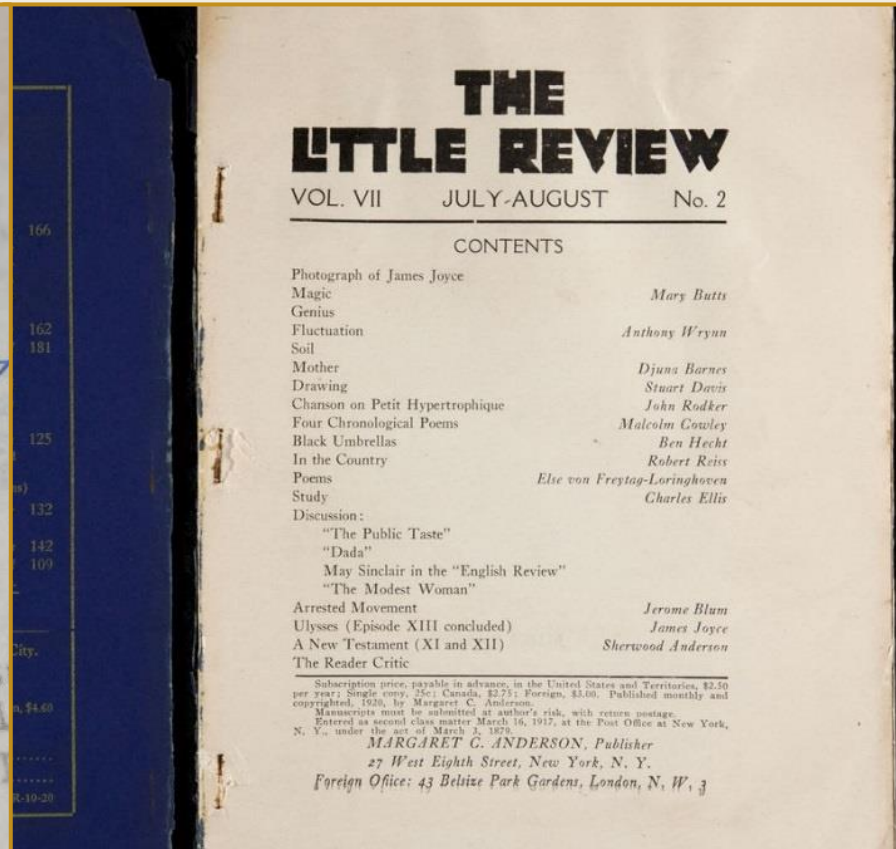 166
162
181
125
s)
132
142
109
City.
n, $4.60
R-10-20
THE
LITTLE REVIEW
VOL. VII JULY-AUGUST No. 2
CONTENTS
Photograph of James Joyce
Magic Mary Butts
Genius
Fluctuation Anthony Wrynn
Soil
Mother Djuna Barnes
Drawing Stuart Davis
Chanson on Petit Hypertrophique John Rodker
Four Chronological Poems Malcolm Cowley
Black Umbrellas Ben Hecht
In the Country Robert Reiss
Poems Else von Freytag-Loringhoven
Study Charles Ellis
Discussion:
"The Public Taste"
"Dada"
May Sinclair in the "English Review"
"The Modest Woman"
Arrested Movement Jerome Blum
Ulysses (Episode XIII concluded) James Joyce
A New Testament (XI and XII) Sherwood Anderson
The Reader Critic
Subscription price, payable in advance, in the United States and Territories, $2.50
per year; Single copy, 25c; Canada, $2.75; Foreign, $3.00. Published monthly and
copyrighted, 1920, by Margaret C. Anderson.
Manuscripts must be submitted at author's risk, with return postage.
Entered as second class matter March 16, 1917, at the Post Office at New York,
N. Y., under the act of March 3, 1879.
MARGARET C. ANDERSON, Publisher
27 West Eighth Street, New York, N. Y.
Foreign Office: 43 Belsize Park Gardens, London, N. W, 3